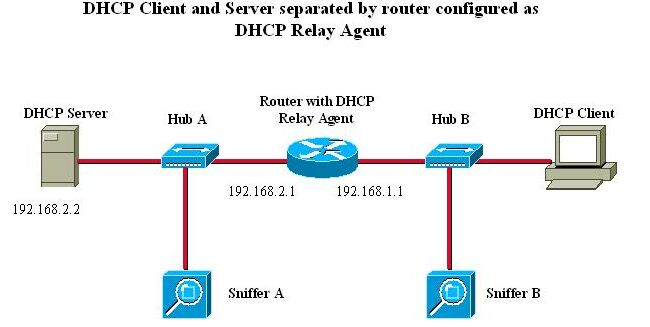 DHCP Client and Server separated by router configured as
DHCP Relay Agent
DHCP Server
Hub A
Router with DHCP
Relay Agent
Hub B
DHCP Client
192.168.2.1
192.168.1.1
192.168.2.2
Sniffer A
Sniffer B